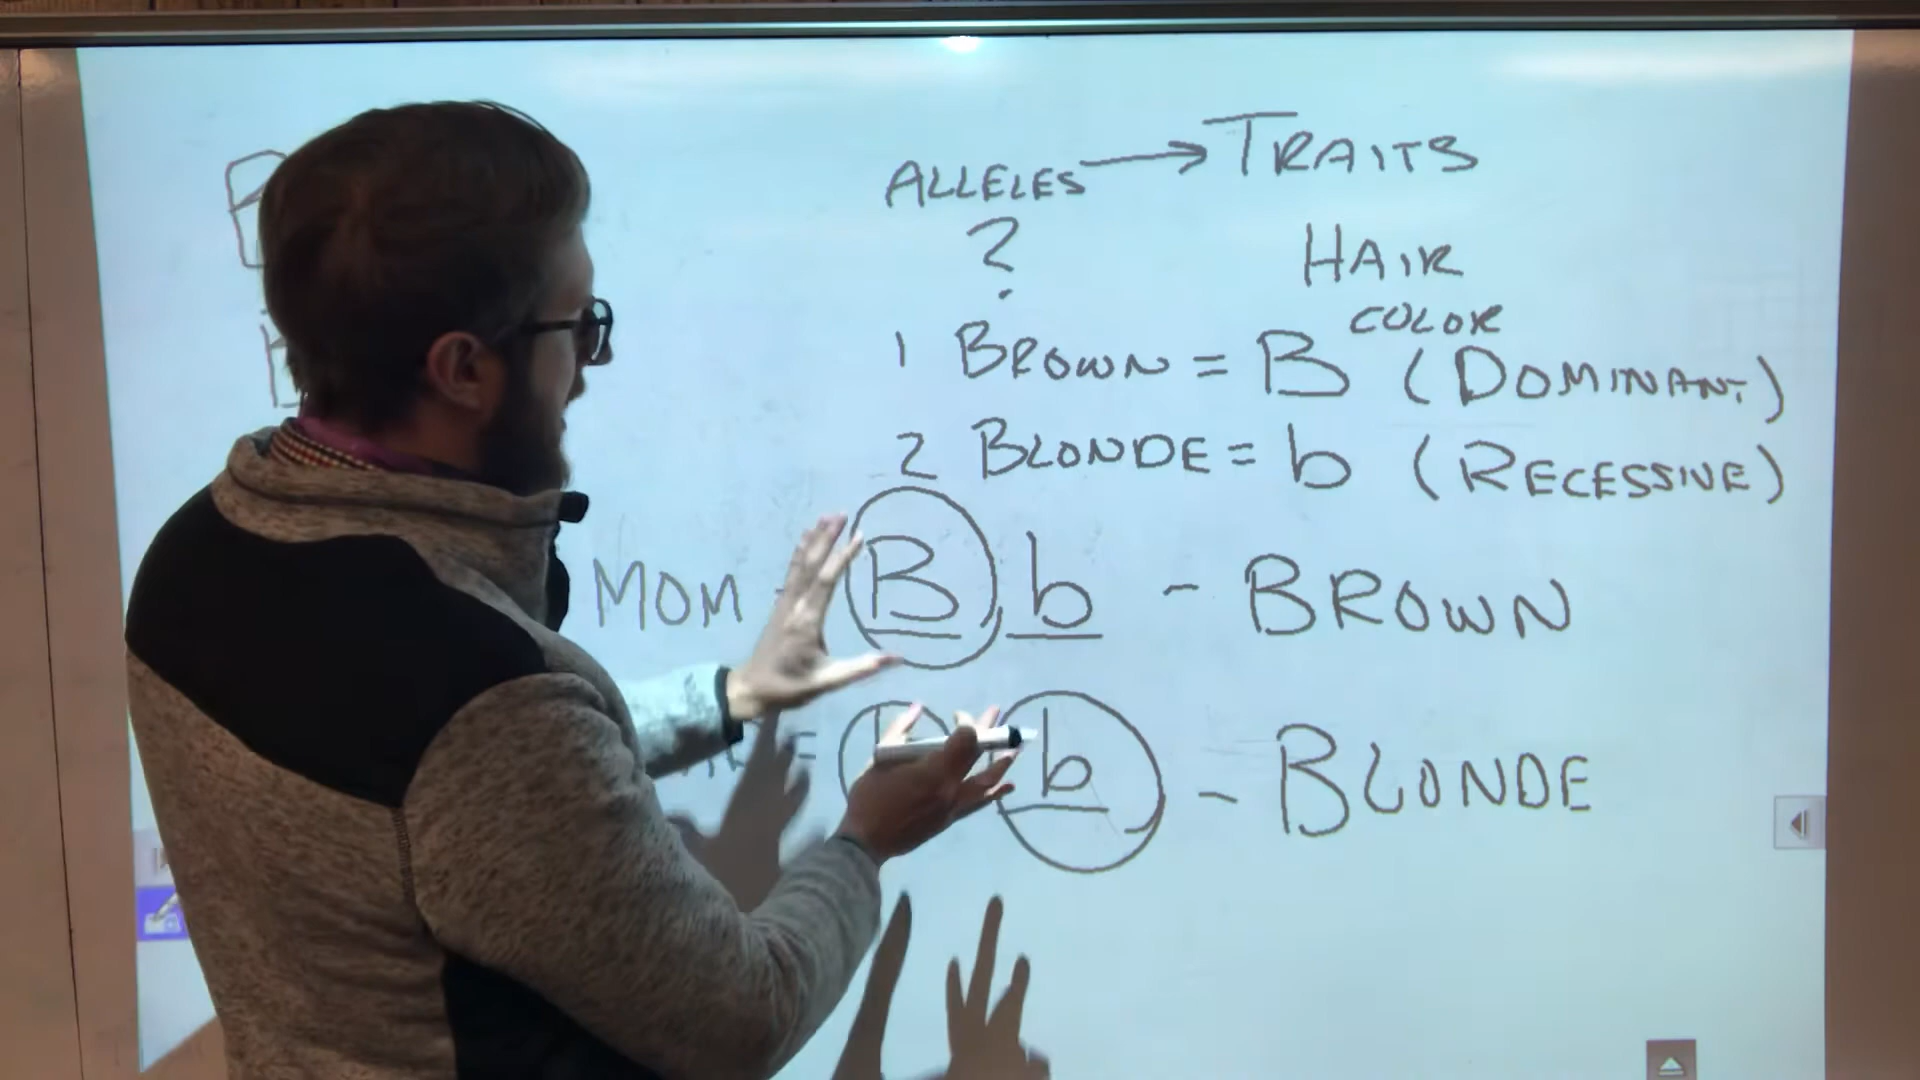 ALLELES → TRAITS
?
HAIR
COLOR
1 BROWN = B (DOMINANT)
2 BLONDE = b (RECESSIVE)
MOM - B b - BROWN
= b - BLONDE